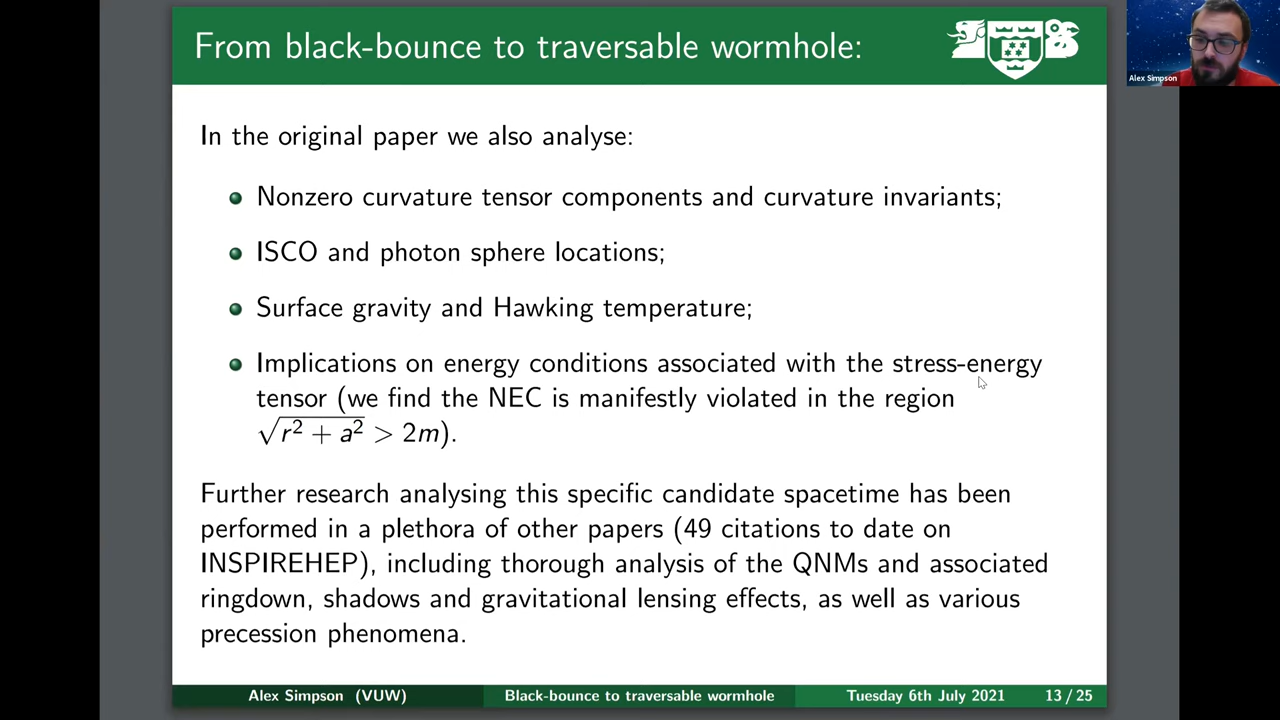 From black-bounce to traversable wormhole:
Alex Simpson
In the original paper we also analyse:
Nonzero curvature tensor components and curvature invariants;
ISCO and photon sphere locations;
Surface gravity and Hawking temperature;
Implications on energy conditions associated with the stress-energy
tensor (we find the NEC is manifestly violated in the region
√r² + a² > 2m).
Further research analysing this specific candidate spacetime has been
performed in a plethora of other papers (49 citations to date on
INSPIREHEP), including thorough analysis of the QNMs and associated
ringdown, shadows and gravitational lensing effects, as well as various
precession phenomena.
Alex Simpson (VUW) Black-bounce to traversable wormhole Tuesday 6th July 2021 13 / 25